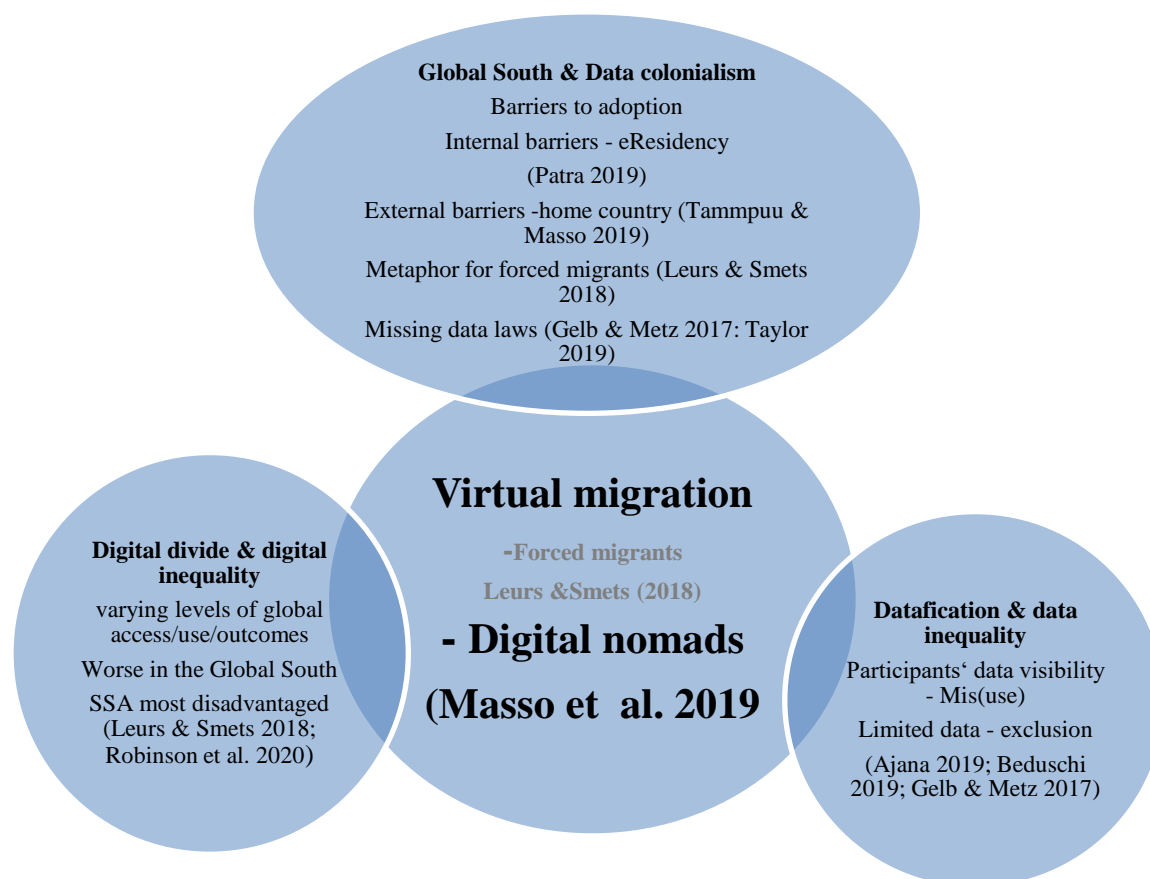 Global South & Data colonialism
Barriers to adoption
Internal barriers - eResidency
(Patra 2019)
External barriers -home country (Tammpuu &
Masso 2019)
Metaphor for forced migrants (Leurs & Smets
2018)
Missing data laws (Gelb & Metz 2017: Taylor
2019)
Virtual migration
-Forced migrants
Leurs &Smets (2018)
- Digital nomads
(Masso et al. 2019
Digital divide & digital
inequality
varying levels of global
access/use/outcomes
Worse in the Global South
SSA most disadvantaged
(Leurs & Smets 2018;
Robinson et al. 2020)
Datafication & data
inequality
Participants‘ data visibility
- Mis(use)
Limited data - exclusion
(Ajana 2019; Beduschi
2019; Gelb & Metz 2017)